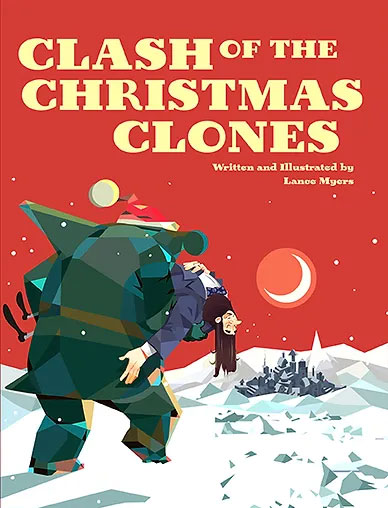 CLASH OF THE
CHRISTMAS
CLONES
Written and Illustrated by
Lance Myers